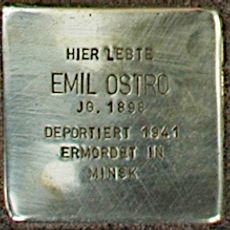 HIER LEBTE
EMIL OSTRO
JG. 1898
DEPORTIERT 1941
ERMORDET IN
MINSK